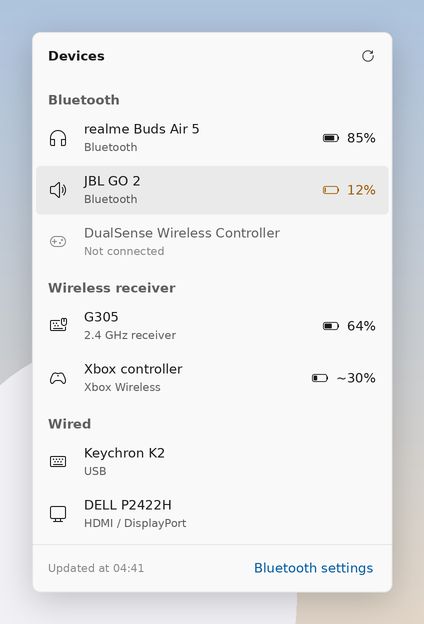 Devices
Bluetooth
realme Buds Air 5
Bluetooth
85%
JBL GO 2
Bluetooth
12%
DualSense Wireless Controller
Not connected
Wireless receiver
G305
2.4 GHz receiver
64%
Xbox controller
Xbox Wireless
~30%
Wired
Keychron K2
USB
DELL P2422H
HDMI / DisplayPort
Updated at 04:41
Bluetooth settings